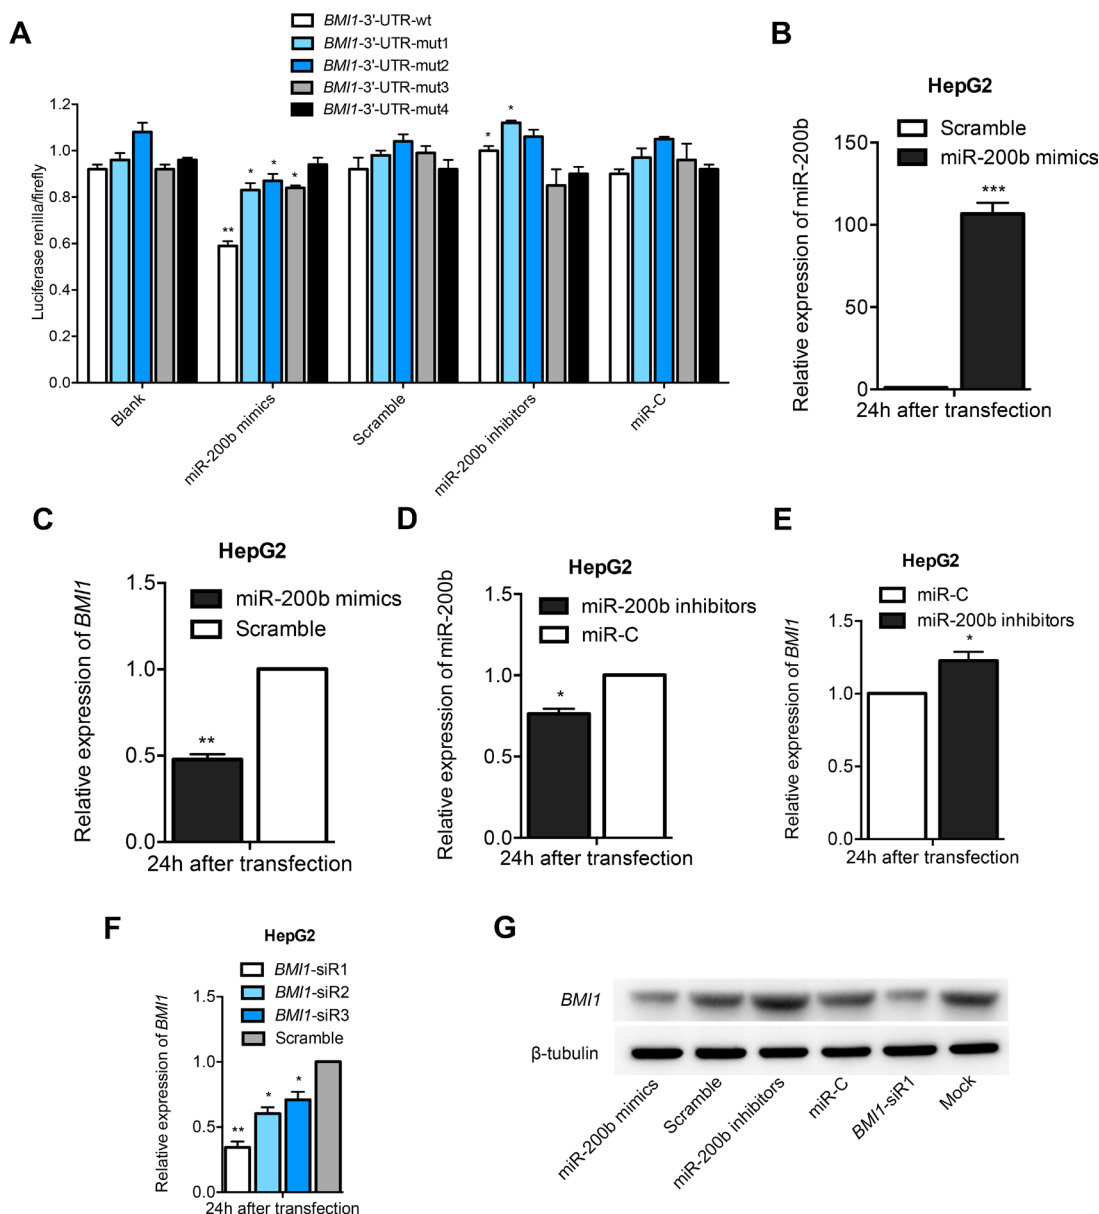 A
BMI1-3'-UTR-wt
BMI1-3'-UTR-mut1
BMI1-3'-UTR-mut2
BMI1-3'-UTR-mut3
BMI1-3'-UTR-mut4
Luciferase renilla/firefly
1.2
1.0
0.8
0.6
0.4
0.2
0.0
**
*
*
*
*
*
Blank
miR-200b mimics
Scramble
miR-200b inhibitors
miR-C
B
HepG2
Scramble
miR-200b mimics
Relative expression of miR-200b
150
100
50
0
***
24h after transfection
C
HepG2
miR-200b mimics
Scramble
Relative expression of BMI1
1.5
1.0
0.5
0.0
**
24h after transfection
D
HepG2
miR-200b inhibitors
miR-C
Relative expression of miR-200b
1.5
1.0
0.5
0.0
*
24h after transfection
E
HepG2
miR-C
miR-200b inhibitors
Relative expression of BMI1
1.5
1.0
0.5
0.0
*
24h after transfection
F
HepG2
BMI1-siR1
BMI1-siR2
BMI1-siR3
Scramble
Relative expression of BMI1
1.5
1.0
0.5
0.0
**
*
*
24h after transfection
G
BMI1
β-tubulin
miR-200b mimics
Scramble
miR-200b inhibitors
miR-C
BMI1-siR1
Mock